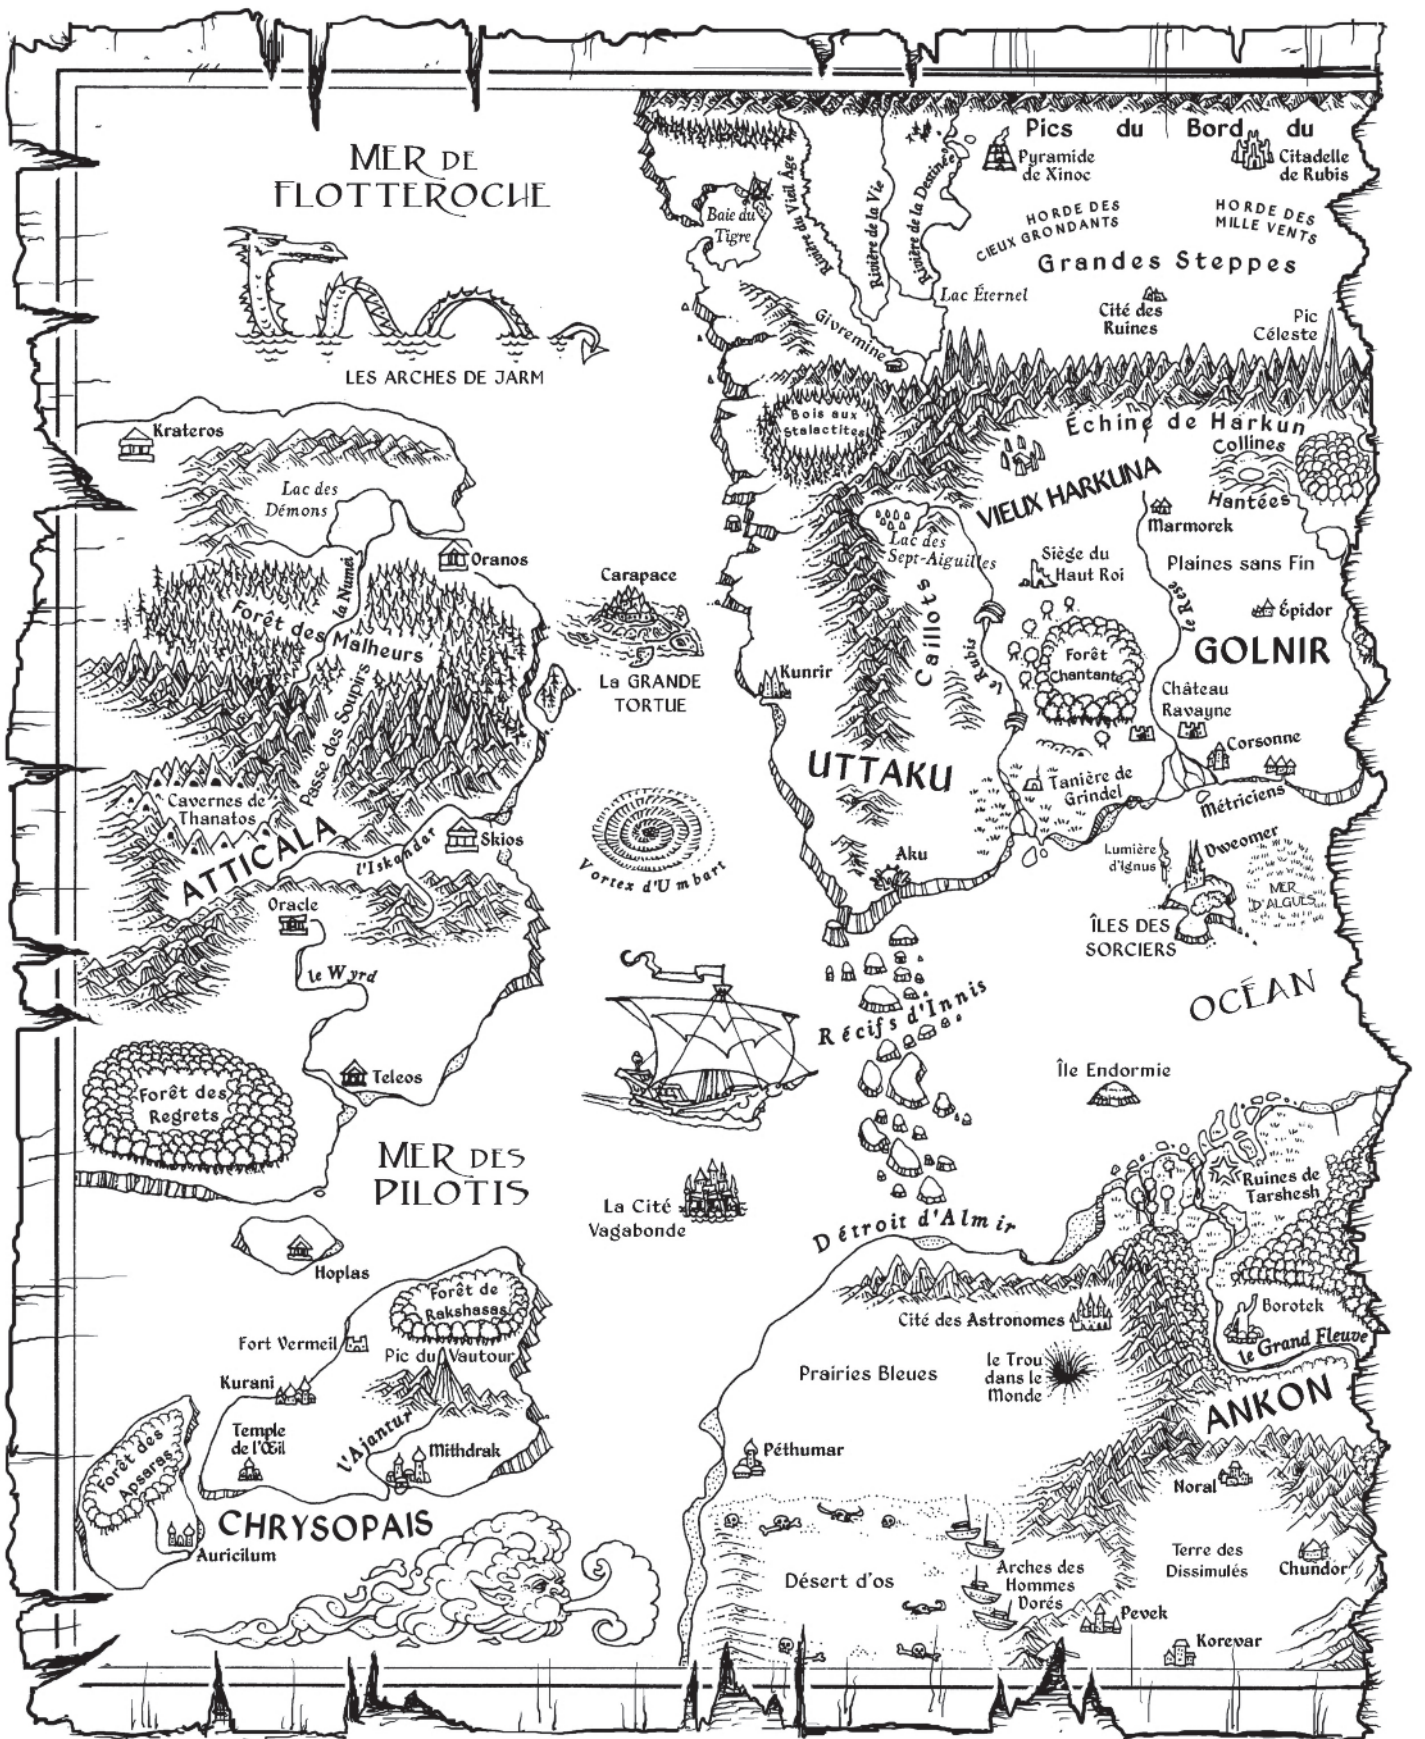 MER DE
FLOTTEROCHE
LES ARCHES DE JARM
Pics du Bord du
Pyramide
de Xinoc
Citadelle
de Rubis
HORDE DES
CIEUX GRONDANTS
HORDE DES
MILLE VENTS
Grandes Steppes
Baie du
Tigre
Rivière du Vieil Âge
Rivière de la Vie
Rivière de la Destinée
Lac Éternel
Cité des
Ruines
Pic
Céleste
Givremine
Bois aux
Stalactites
Échine de Harkun
Collines
Hantées
VIEUX HARKUNA
Marmorek
Lac des
Sept-Aiguilles
Siège du
Haut Roi
Plaines sans Fin
le Rese
Épidor
GOLNIR
Caillots
le Rubis
Forêt
Chantante
Château
Ravayne
Corsonne
Kunrir
UTTAKU
Tanière de
Grindel
Métriciens
Aku
Lumière
d'Ignus
Dweomer
MER
D'ALGUES
ÎLES DES
SORCIERS
OCÉAN
Krateros
Lac des
Démons
la Numei
Oranos
Forêt des Malheurs
Passe des Soupirs
Cavernes de
Thanatos
ATTICALA
l'Iskandar
Skios
Oracle
le Wyrd
Teleos
Forêt des
Regrets
Carapace
La GRANDE
TORTUE
Vortex d'Umbart
Récifs d'Innis
Île Endormie
MER DES
PILOTIS
La Cité
Vagabonde
Détroit d'Almir
Ruines de
Tarshesh
Hoplas
Forêt de
Rakshasas
Fort Vermeil
Pic du Vautour
Kurani
Temple
de l'Œil
l'Ajantur
Mithdrak
Forêt des
Apsaras
CHRYSOPAIS
Auricilum
Cité des Astronomes
Borotek
le Grand Fleuve
Prairies Bleues
le Trou
dans le
Monde
ANKON
Péthumar
Noral
Désert d'os
Arches des
Hommes
Dorés
Terre des
Dissimulés
Chundor
Pevek
Korevar